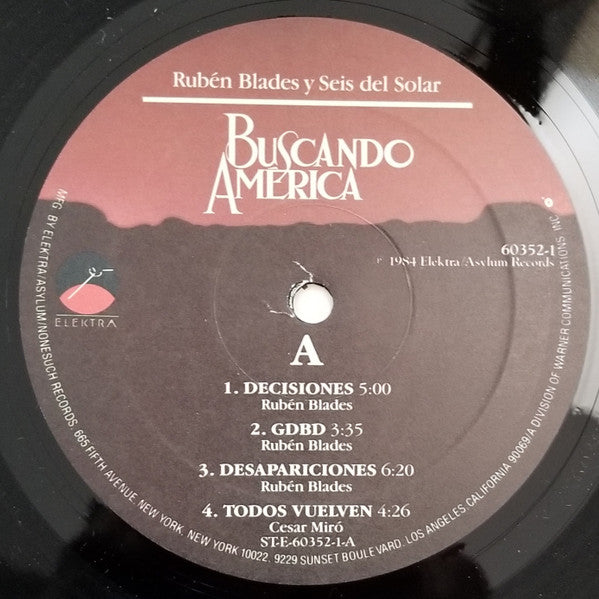 Rubén Blades y Seis del Solar
BUSCANDO
AMÉRICA
60352-1
℗ 1984 Elektra/Asylum Records
ELEKTRA
A
1. DECISIONES 5:00
Rubén Blades
2. GDBD 3:35
Rubén Blades
3. DESAPARICIONES 6:20
Rubén Blades
4. TODOS VUELVEN 4:26
Cesar Miró
ST-E-60352-1-A
MFG. BY ELEKTRA/ASYLUM/NONESUCH RECORDS, 665 FIFTH AVENUE, NEW YORK, NEW YORK 10022, 9229 SUNSET BOULEVARD, LOS ANGELES, CALIFORNIA 90069/A DIVISION OF WARNER COMMUNICATIONS, INC.